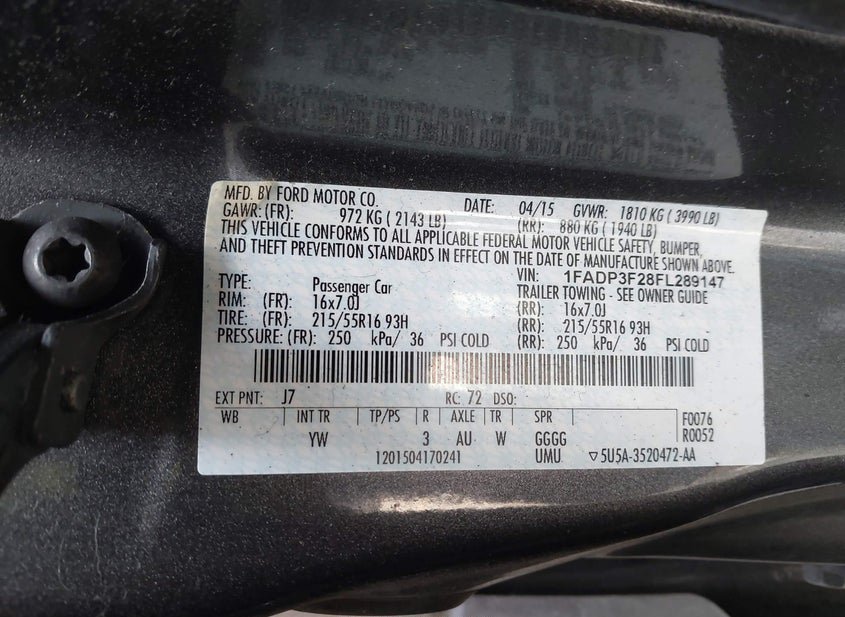 MFD. BY FORD MOTOR CO. DATE: 04/15 GVWR: 1810 KG ( 3990 LB)
GAWR:(FR): 972 KG ( 2143 LB) (RR): 880 KG ( 1940 LB)
THIS VEHICLE CONFORMS TO ALL APPLICABLE FEDERAL MOTOR VEHICLE SAFETY, BUMPER,
AND THEFT PREVENTION STANDARDS IN EFFECT ON THE DATE OF MANUFACTURE SHOWN ABOVE.
VIN: 1FADP3F28FL289147
TYPE: Passenger Car TRAILER TOWING - SEE OWNER GUIDE
RIM: (FR): 16x7.0J (RR): 16x7.0J
TIRE: (FR): 215/55R16 93H (RR): 215/55R16 93H
PRESSURE: (FR): 250 kPa/ 36 PSI COLD (RR): 250 kPa/ 36 PSI COLD
EXT PNT: J7 RC: 72 DSO:
WB INT TR TP/PS R AXLE TR SPR F0076
YW 3 AU W GGGG R0052
1201504170241 UMU ▽5U5A-3520472-AA